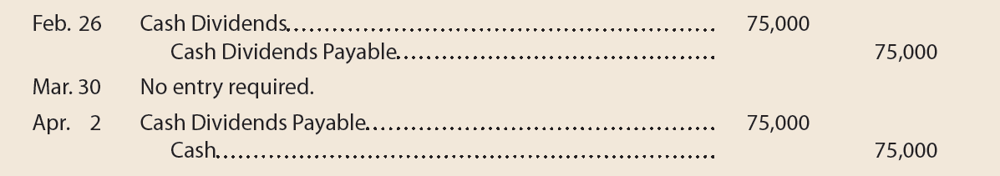 Feb. 26 Cash Dividends........................................................ 75,000
Cash Dividends Payable........................................ 75,000
Mar. 30 No entry required.
Apr. 2 Cash Dividends Payable............................................ 75,000
Cash............................................................... 75,000